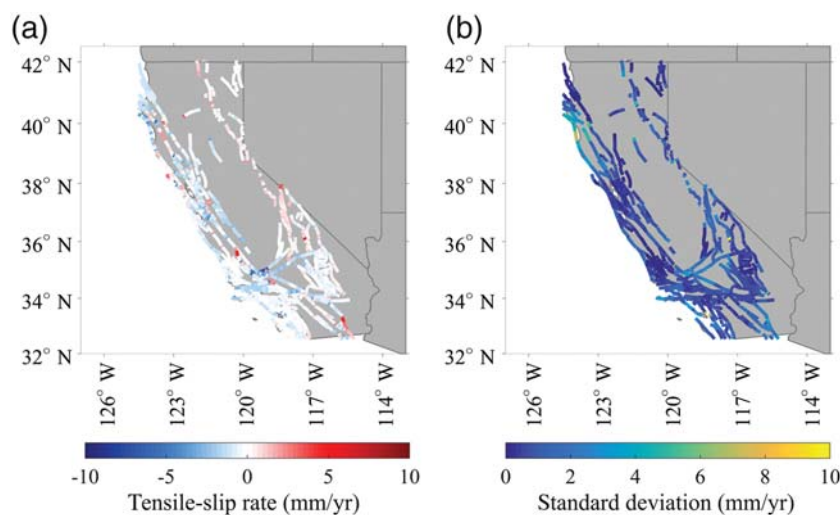 (a)
(b)
42° N
40° N
38° N
36° N
34° N
32° N
126° W
123° W
120° W
117° W
114° W
42° N
40° N
38° N
36° N
34° N
32° N
126° W
123° W
120° W
117° W
114° W
-10 -5 0 5 10
Tensile-slip rate (mm/yr)
0 2 4 6 8 10
Standard deviation (mm/yr)